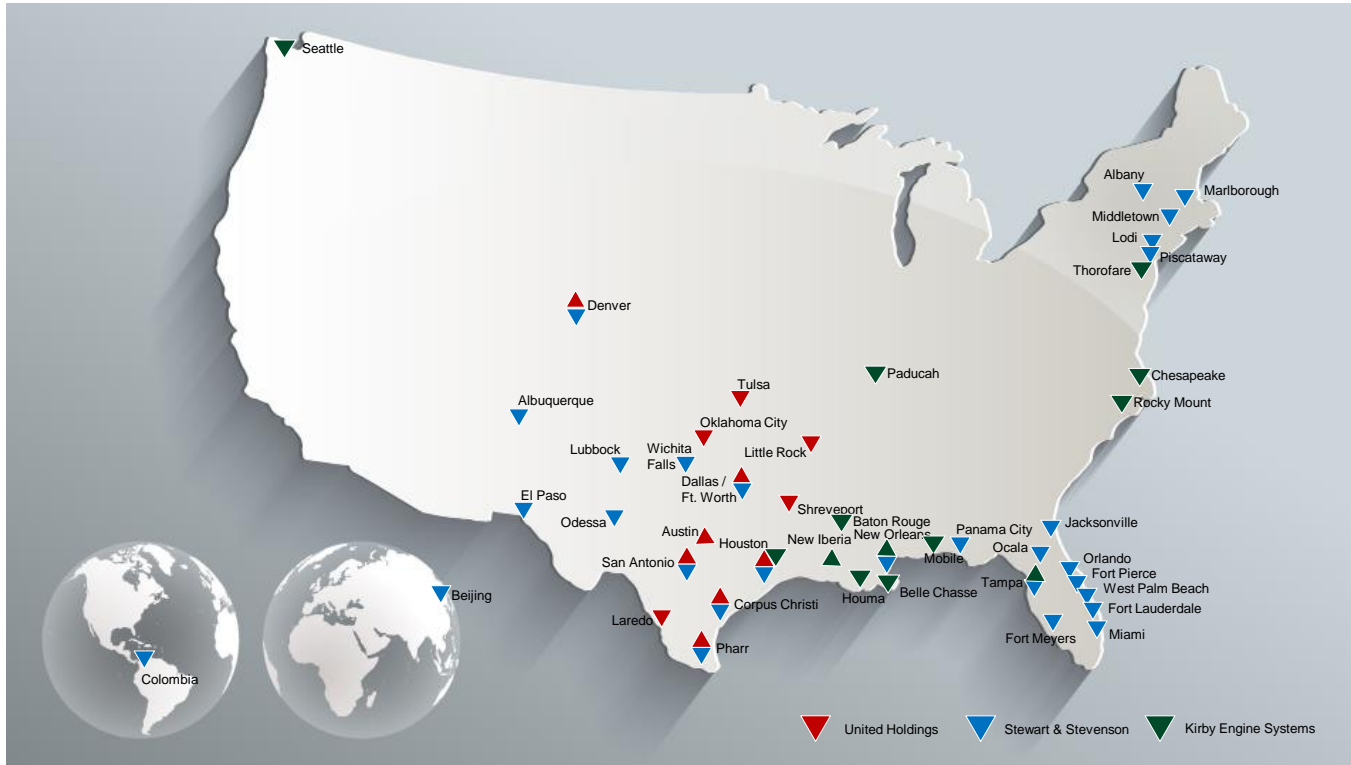 Seattle
Albany
Marlborough
Middletown
Lodi
Piscataway
Thorofare
Denver
Paducah
Chesapeake
Tulsa
Albuquerque
Rocky Mount
Oklahoma City
Wichita
Falls
Lubbock
Little Rock
Dallas /
Ft. Worth
El Paso
Shreveport
Odessa
Baton Rouge
Jacksonville
Austin
New Orleans
Panama City
Houston
New Iberia
Ocala
San Antonio
Mobile
Orlando
Fort Pierce
Tampa
West Palm Beach
Beijing
Houma
Belle Chasse
Corpus Christi
Fort Lauderdale
Laredo
Fort Meyers
Miami
Pharr
Colombia
United Holdings
Stewart & Stevenson
Kirby Engine Systems